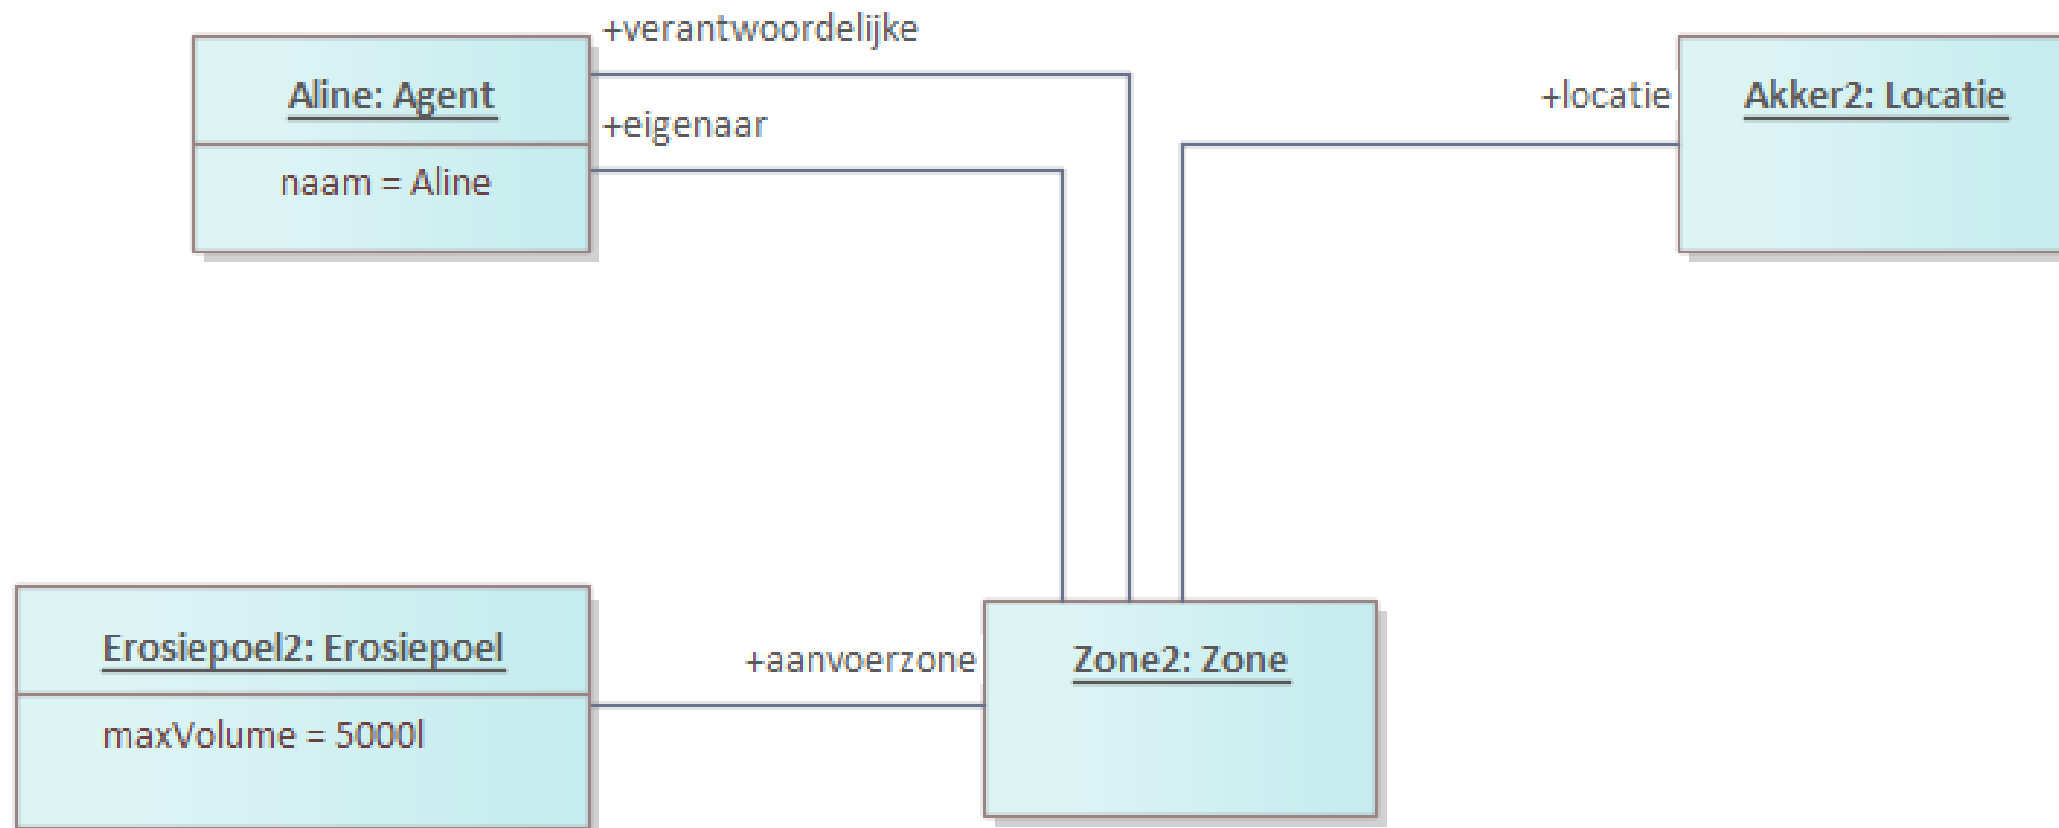 +verantwoordelijke
Aline: Agent
+eigenaar
naam = Aline
+locatie
Akker2: Locatie
Erosiepoel2: Erosiepoel
maxVolume = 5000l
+aanvoerzone
Zone2: Zone